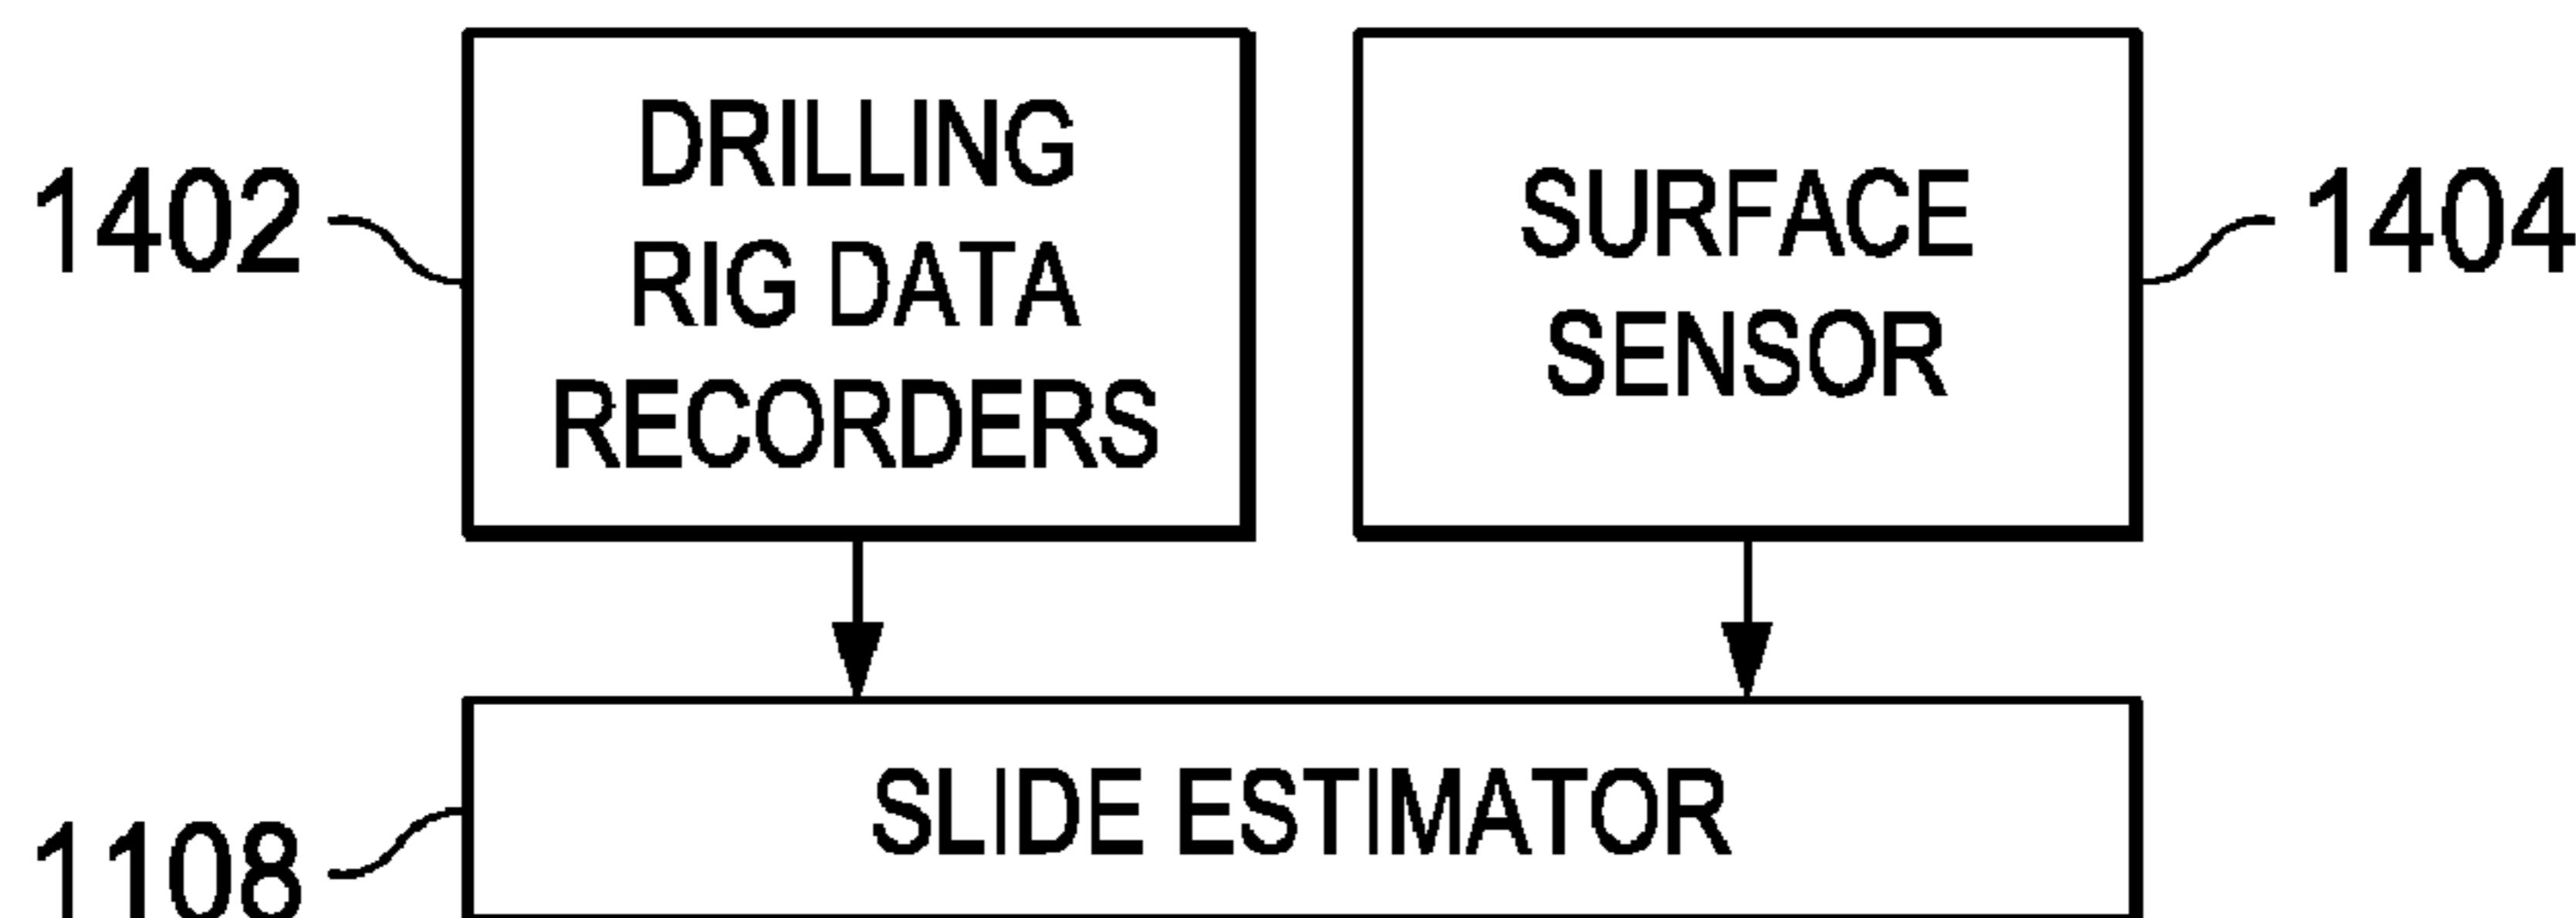 1402
DRILLING
RIG DATA
RECORDERS
SURFACE
SENSOR
1404
1108
SLIDE ESTIMATOR